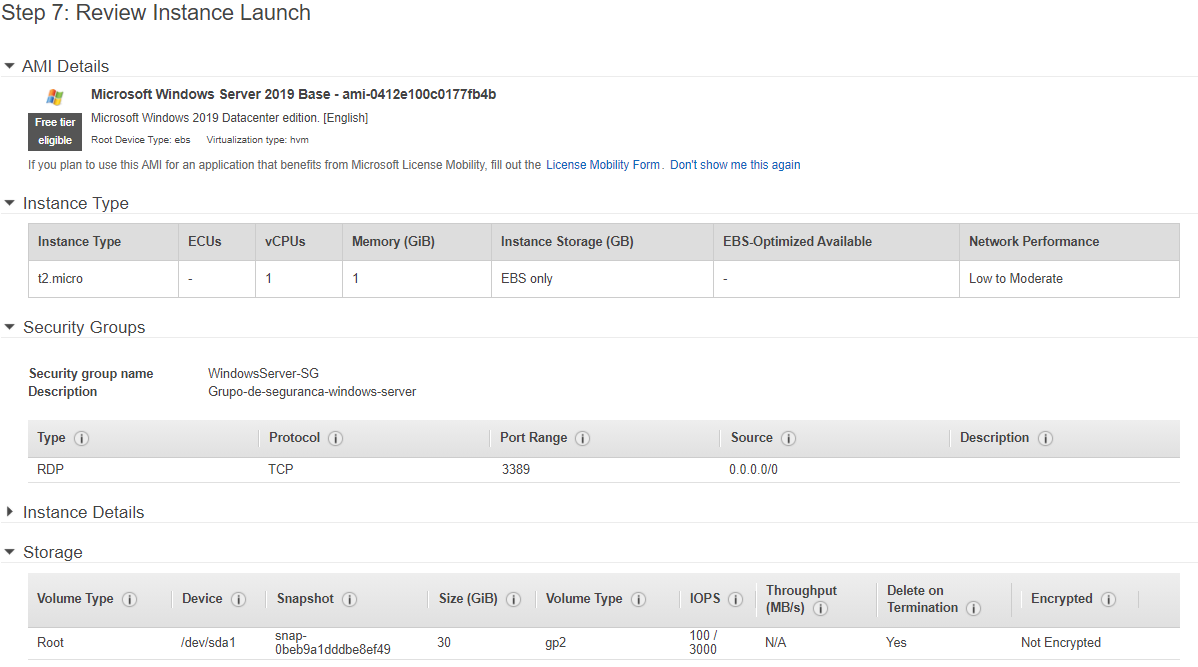 Step 7: Review Instance Launch
AMI Details
Microsoft Windows Server 2019 Base - ami-0412e100c0177fb4b
Free tier eligible
Microsoft Windows 2019 Datacenter edition. [English]
Root Device Type: ebs Virtualization type: hvm
If you plan to use this AMI for an application that benefits from Microsoft License Mobility, fill out the License Mobility Form. Don't show me this again
Instance Type
Instance Type ECUs vCPUs Memory (GiB) Instance Storage (GB) EBS-Optimized Available Network Performance
t2.micro - 1 1 EBS only - Low to Moderate
Security Groups
Security group name WindowsServer-SG
Description Grupo-de-seguranca-windows-server
Type Protocol Port Range Source Description
RDP TCP 3389 0.0.0.0/0
Instance Details
Storage
Volume Type Device Snapshot Size (GiB) Volume Type IOPS Throughput (MB/s) Delete on Termination Encrypted
Root /dev/sda1 snap-0beb9a1dddbe8ef49 30 gp2 100 / 3000 N/A Yes Not Encrypted